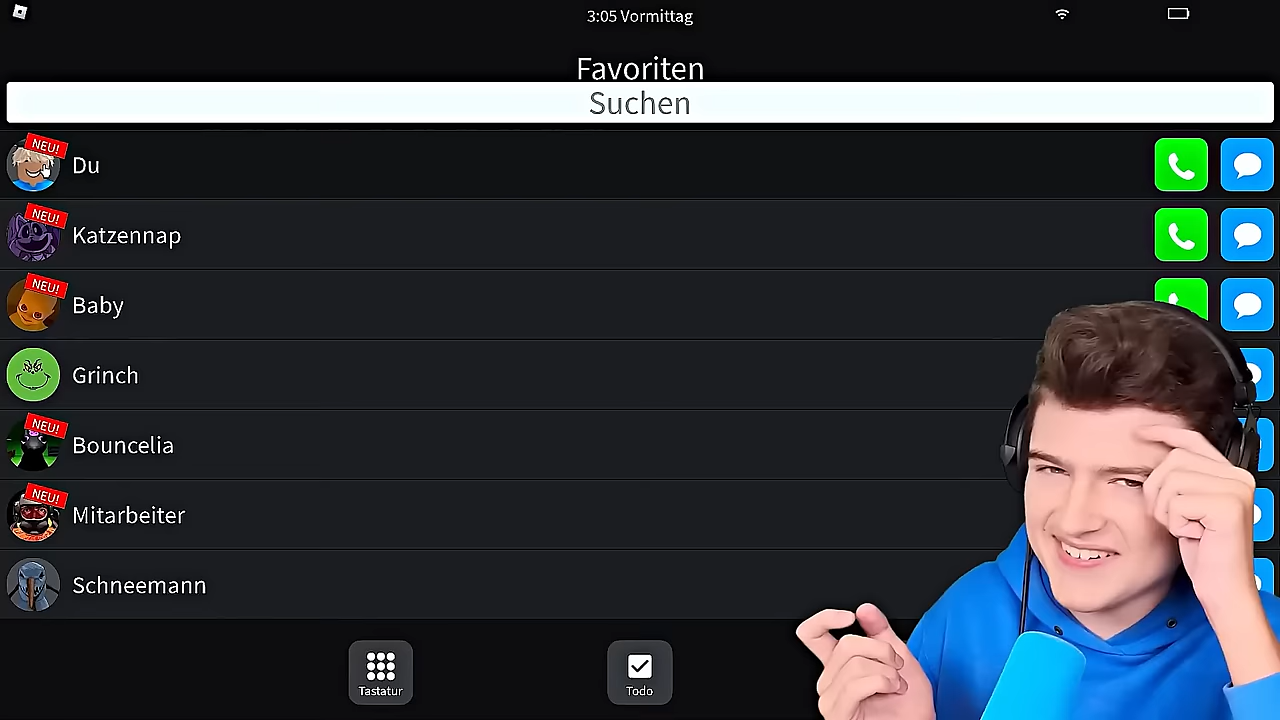 3:05 Vormittag
Favoriten
Suchen
NEU!
Du
NEU!
Katzennap
NEU!
Baby
Grinch
NEU!
Bouncelia
NEU!
Mitarbeiter
Schneemann
Tastatur
Todo